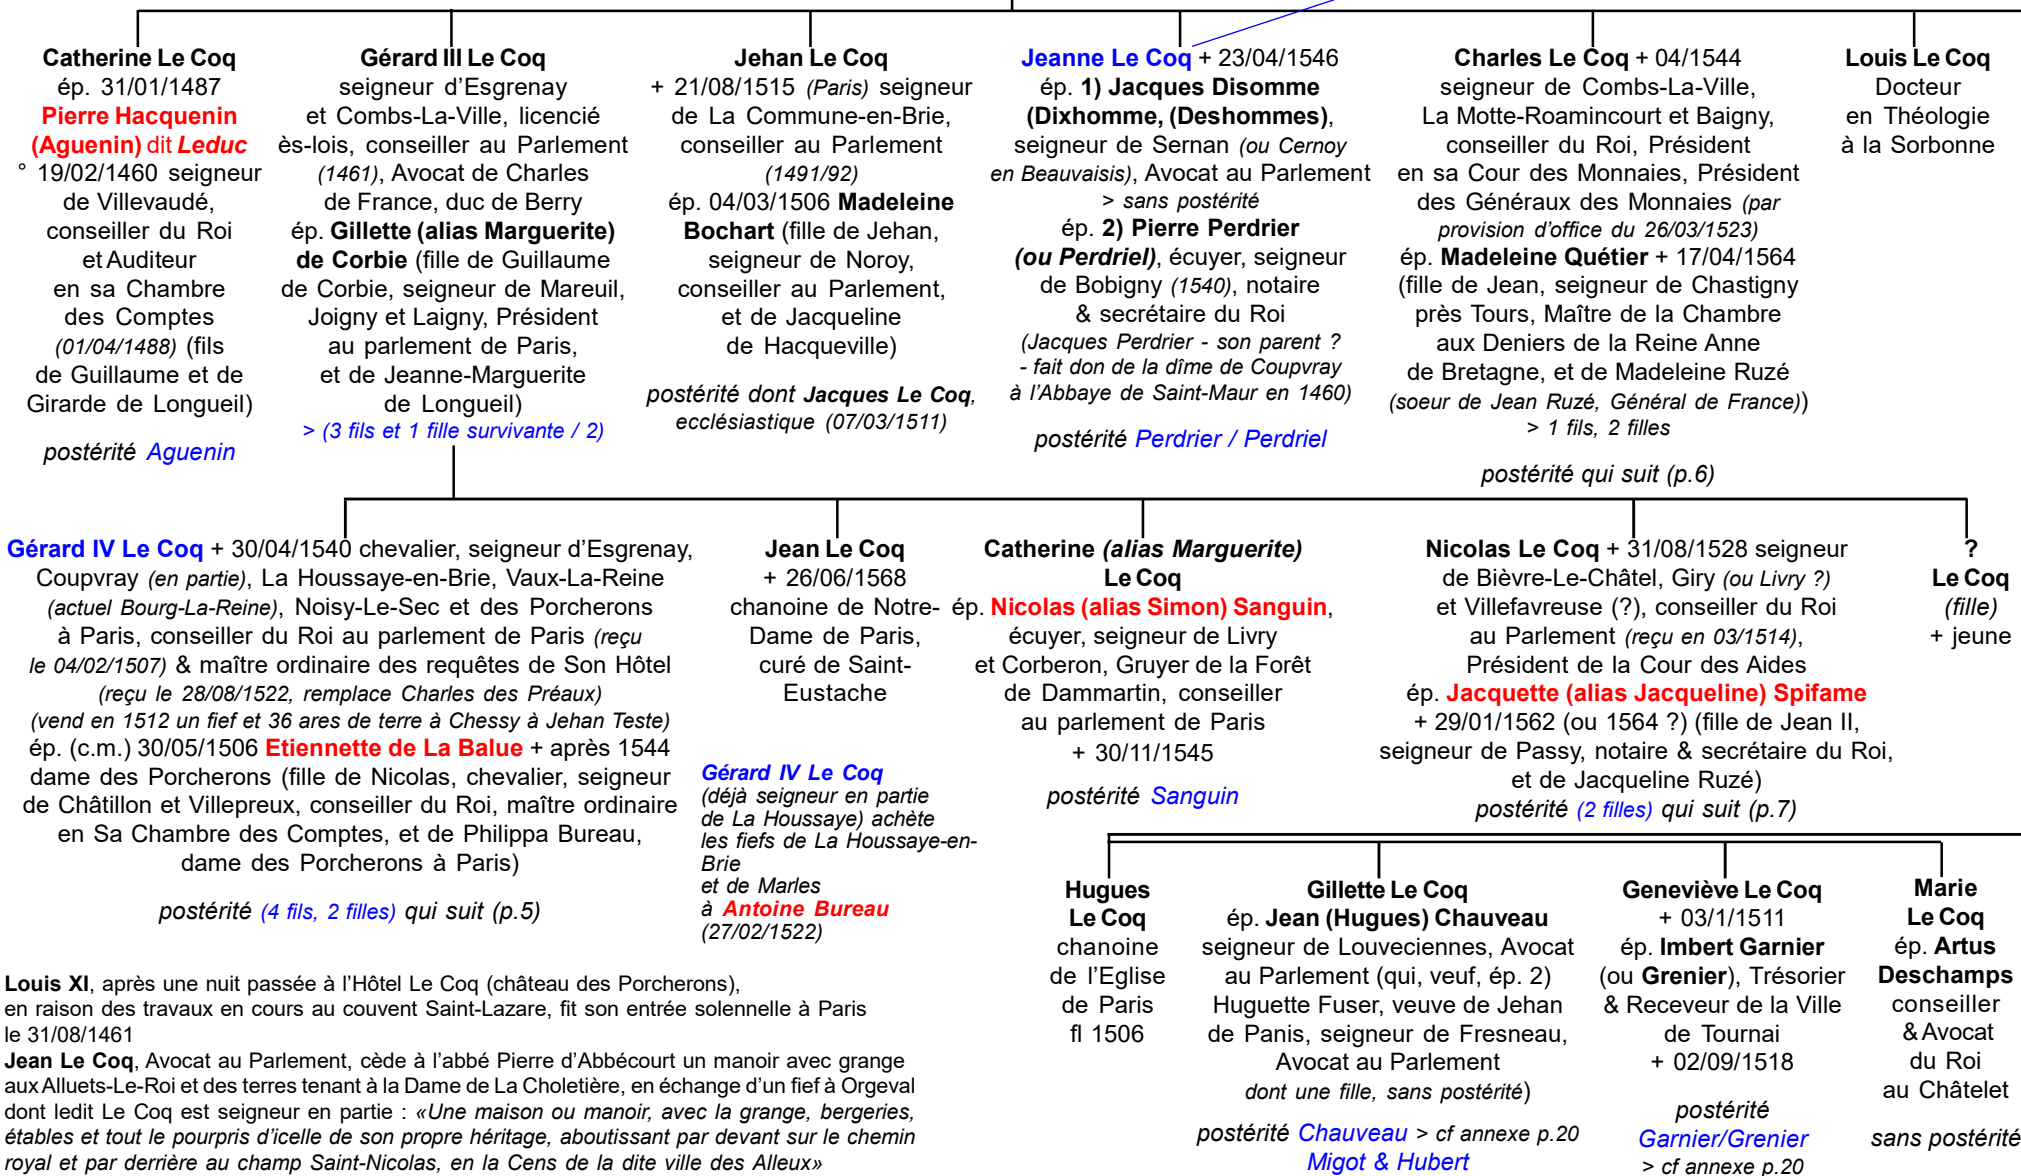 Catherine Le Coq
ép. 31/01/1487
Pierre Hacquenin
(Aguenin) dit Leduc
° 19/02/1460 seigneur
de Villevaudé,
conseiller du Roi
et Auditeur
en sa Chambre
des Comptes
(01/04/1488) (fils
de Guillaume et de
Girarde de Longueil)
postérité Aguenin
Gérard III Le Coq
seigneur d’Esgrenay
et Combs-La-Ville, licencié
ès-lois, conseiller au Parlement
(1461), Avocat de Charles
de France, duc de Berry
ép. Gillette (alias Marguerite)
de Corbie (fille de Guillaume
de Corbie, seigneur de Mareuil,
Joigny et Laigny, Président
au parlement de Paris,
et de Jeanne-Marguerite
de Longueil)
> (3 fils et 1 fille survivante / 2)
Jehan Le Coq
+ 21/08/1515 (Paris) seigneur
de La Commune-en-Brie,
conseiller au Parlement
(1491/92)
ép. 04/03/1506 Madeleine
Bochart (fille de Jehan,
seigneur de Noroy,
conseiller au Parlement,
et de Jacqueline
de Hacqueville)
postérité dont Jacques Le Coq,
ecclésiastique (07/03/1511)
Jeanne Le Coq + 23/04/1546
ép. 1) Jacques Disomme
(Dixhomme, (Deshommes),
seigneur de Sernan (ou Cernoy
en Beauvaisis), Avocat au Parlement
> sans postérité
ép. 2) Pierre Perdrier
(ou Perdriel), écuyer, seigneur
de Bobigny (1540), notaire
& secrétaire du Roi
(Jacques Perdrier - son parent ?
- fait don de la dîme de Coupvray
à l’Abbaye de Saint-Maur en 1460)
postérité Perdrier / Perdriel
Charles Le Coq + 04/1544
seigneur de Combs-La-Ville,
La Motte-Roamincourt et Baigny,
conseiller du Roi, Président
en sa Cour des Monnaies, Président
des Généraux des Monnaies (par
provision d’office du 26/03/1523)
ép. Madeleine Quétier + 17/04/1564
(fille de Jean, seigneur de Chastigny
près Tours, Maître de la Chambre
aux Deniers de la Reine Anne
de Bretagne, et de Madeleine Ruzé
(soeur de Jean Ruzé, Général de France))
> 1 fils, 2 filles
postérité qui suit (p.6)
Louis Le Coq
Docteur
en Théologie
à la Sorbonne
Gérard IV Le Coq + 30/04/1540 chevalier, seigneur d’Esgrenay,
Coupvray (en partie), La Houssaye-en-Brie, Vaux-La-Reine
(actuel Bourg-La-Reine), Noisy-Le-Sec et des Porcherons
à Paris, conseiller du Roi au parlement de Paris (reçu
le 04/02/1507) & maître ordinaire des requêtes de Son Hôtel
(reçu le 28/08/1522, remplace Charles des Préaux)
(vend en 1512 un fief et 36 ares de terre à Chessy à Jehan Teste)
ép. (c.m.) 30/05/1506 Etiennette de La Balue + après 1544
dame des Porcherons (fille de Nicolas, chevalier, seigneur
de Châtillon et Villepreux, conseiller du Roi, maître ordinaire
en Sa Chambre des Comptes, et de Philippa Bureau,
dame des Porcherons à Paris)
postérité (4 fils, 2 filles) qui suit (p.5)
Jean Le Coq
+ 26/06/1568
chanoine de Notre-
Dame de Paris,
curé de Saint-
Eustache
Gérard IV Le Coq
(déjà seigneur en partie
de La Houssaye) achète
les fiefs de La Houssaye-en-
Brie
et de Marles
à Antoine Bureau
(27/02/1522)
Catherine (alias Marguerite)
Le Coq
ép. Nicolas (alias Simon) Sanguin,
écuyer, seigneur de Livry
et Corberon, Gruyer de la Forêt
de Dammartin, conseiller
au parlement de Paris
+ 30/11/1545
postérité Sanguin
Nicolas Le Coq + 31/08/1528 seigneur
de Bièvre-Le-Châtel, Giry (ou Livry ?)
et Villefavreuse (?), conseiller du Roi
au Parlement (reçu en 03/1514),
Président de la Cour des Aides
ép. Jacquette (alias Jacqueline) Spifame
+ 29/01/1562 (ou 1564 ?) (fille de Jean II,
seigneur de Passy, notaire & secrétaire du Roi,
et de Jacqueline Ruzé)
postérité (2 filles) qui suit (p.7)
?
Le Coq
(fille)
+ jeune
Hugues
Le Coq
chanoine
de l’Eglise
de Paris
fl 1506
Gillette Le Coq
ép. Jean (Hugues) Chauveau
seigneur de Louveciennes, Avocat
au Parlement (qui, veuf, ép. 2)
Huguette Fuser, veuve de Jehan
de Panis, seigneur de Fresneau,
Avocat au Parlement
dont une fille, sans postérité)
postérité Chauveau > cf annexe p.20
Migot & Hubert
Geneviève Le Coq
+ 03/1/1511
ép. Imbert Garnier
(ou Grenier), Trésorier
& Receveur de la Ville
de Tournai
+ 02/09/1518
postérité
Garnier/Grenier
> cf annexe p.20
Marie
Le Coq
ép. Artus
Deschamps
conseiller
& Avocat
du Roi
au Châtelet
sans postérité
Louis XI, après une nuit passée à l’Hôtel Le Coq (château des Porcherons),
en raison des travaux en cours au couvent Saint-Lazare, fit son entrée solennelle à Paris
le 31/08/1461
Jean Le Coq, Avocat au Parlement, cède à l’abbé Pierre d’Abbécourt un manoir avec grange
aux Alluets-Le-Roi et des terres tenant à la Dame de La Choletière, en échange d’un fief à Orgeval
dont ledit Le Coq est seigneur en partie : «Une maison ou manoir, avec la grange, bergeries,
étables et tout le pourpris d’icelle de son propre héritage, aboutissant par devant sur le chemin
royal et par derrière au champ Saint-Nicolas, en la Cens de la dite ville des Alleux»